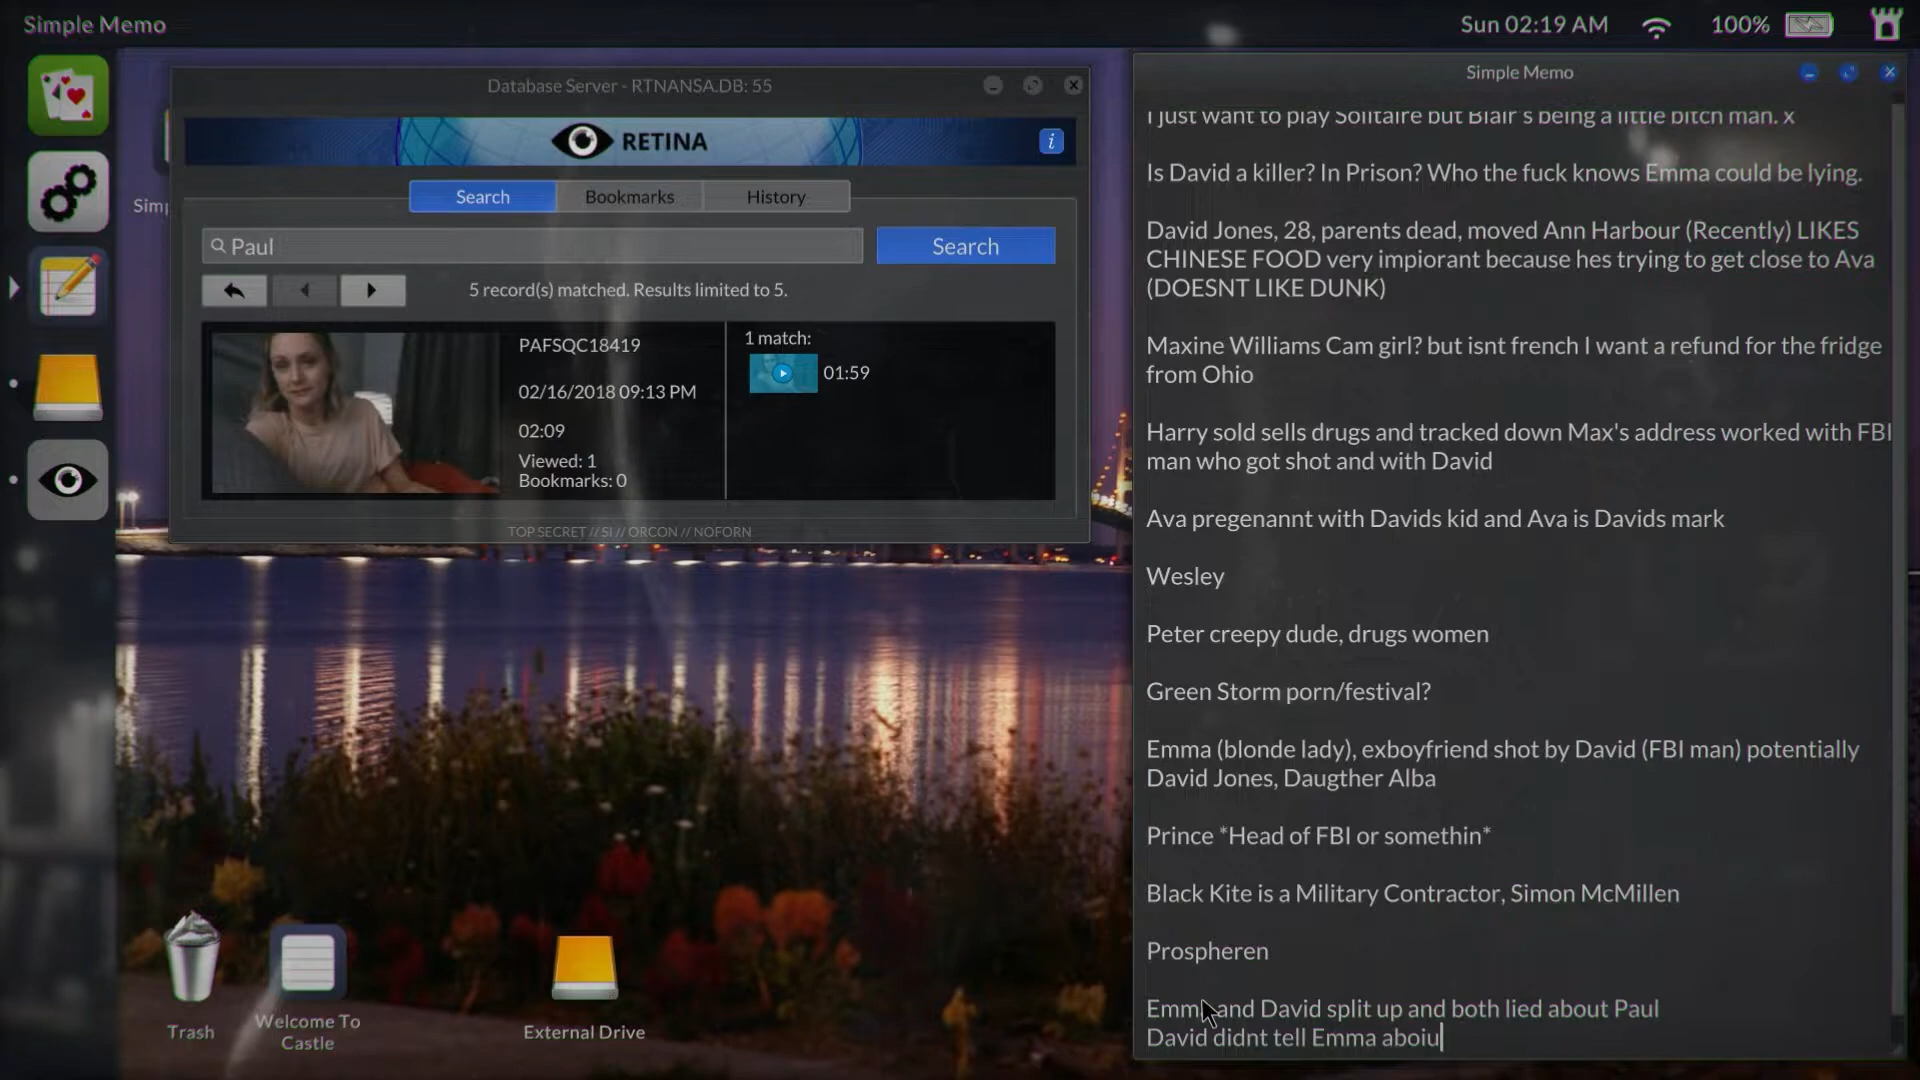 Simple Memo
Sun 02:19 AM
100%
Database Server - RTNANSA.DB: 55
RETINA
i
Search
Bookmarks
History
Paul
Search
5 record(s) matched. Results limited to 5.
PAFSQC18419
02/16/2018 09:13 PM
02:09
Viewed: 1
Bookmarks: 0
1 match:
01:59
TOP SECRET // SI // ORCON // NOFORN
Simp
Trash
Welcome To
Castle
External Drive
Simple Memo
I just want to play Solitaire but Blair's being a little bitch man. x
Is David a killer? In Prison? Who the fuck knows Emma could be lying.
David Jones, 28, parents dead, moved Ann Harbour (Recently) LIKES
CHINESE FOOD very impiorant because hes trying to get close to Ava
(DOESNT LIKE DUNK)
Maxine Williams Cam girl? but isnt french I want a refund for the fridge
from Ohio
Harry sold sells drugs and tracked down Max's address worked with FBI
man who got shot and with David
Ava pregenannt with Davids kid and Ava is Davids mark
Wesley
Peter creepy dude, drugs women
Green Storm porn/festival?
Emma (blonde lady), exboyfriend shot by David (FBI man) potentially
David Jones, Daugther Alba
Prince *Head of FBI or somethin*
Black Kite is a Military Contractor, Simon McMillen
Prospheren
Emma and David split up and both lied about Paul
David didnt tell Emma aboiu